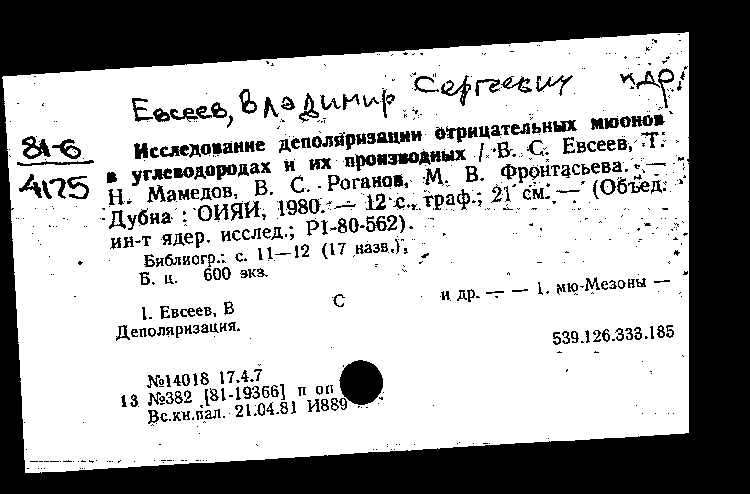 Евсеев, Владимир Сергеевич КДР
81-6
4175
Исследование деполяризации отрицательных мюонов
в углеводородах и их производных / В. С. Евсеев, Т.
Н. Мамедов, В. С. Роганов, М. В. Фронтасьева. —
Дубна : ОИЯИ, 1980. — 12 с., граф.; 21 см. — (Объед.
ин-т ядер. исслед.; P1-80-562).
Библиогр.: с. 11—12 (17 назв.).
Б. ц. 600 экз.
1. Евсеев, В С и др. — — 1. мю-Мезоны —
Деполяризация.
539.126.333.185
№14018 17.4.7
13 №382 [81-19366] п оп
Вс.кн.пал. 21.04.81 И889